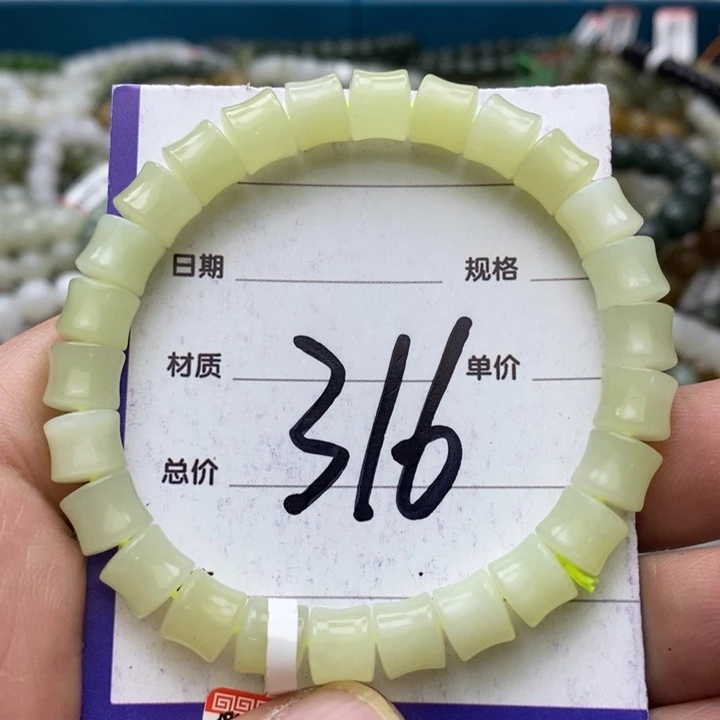 日期 规格
材质 单价
316
总价